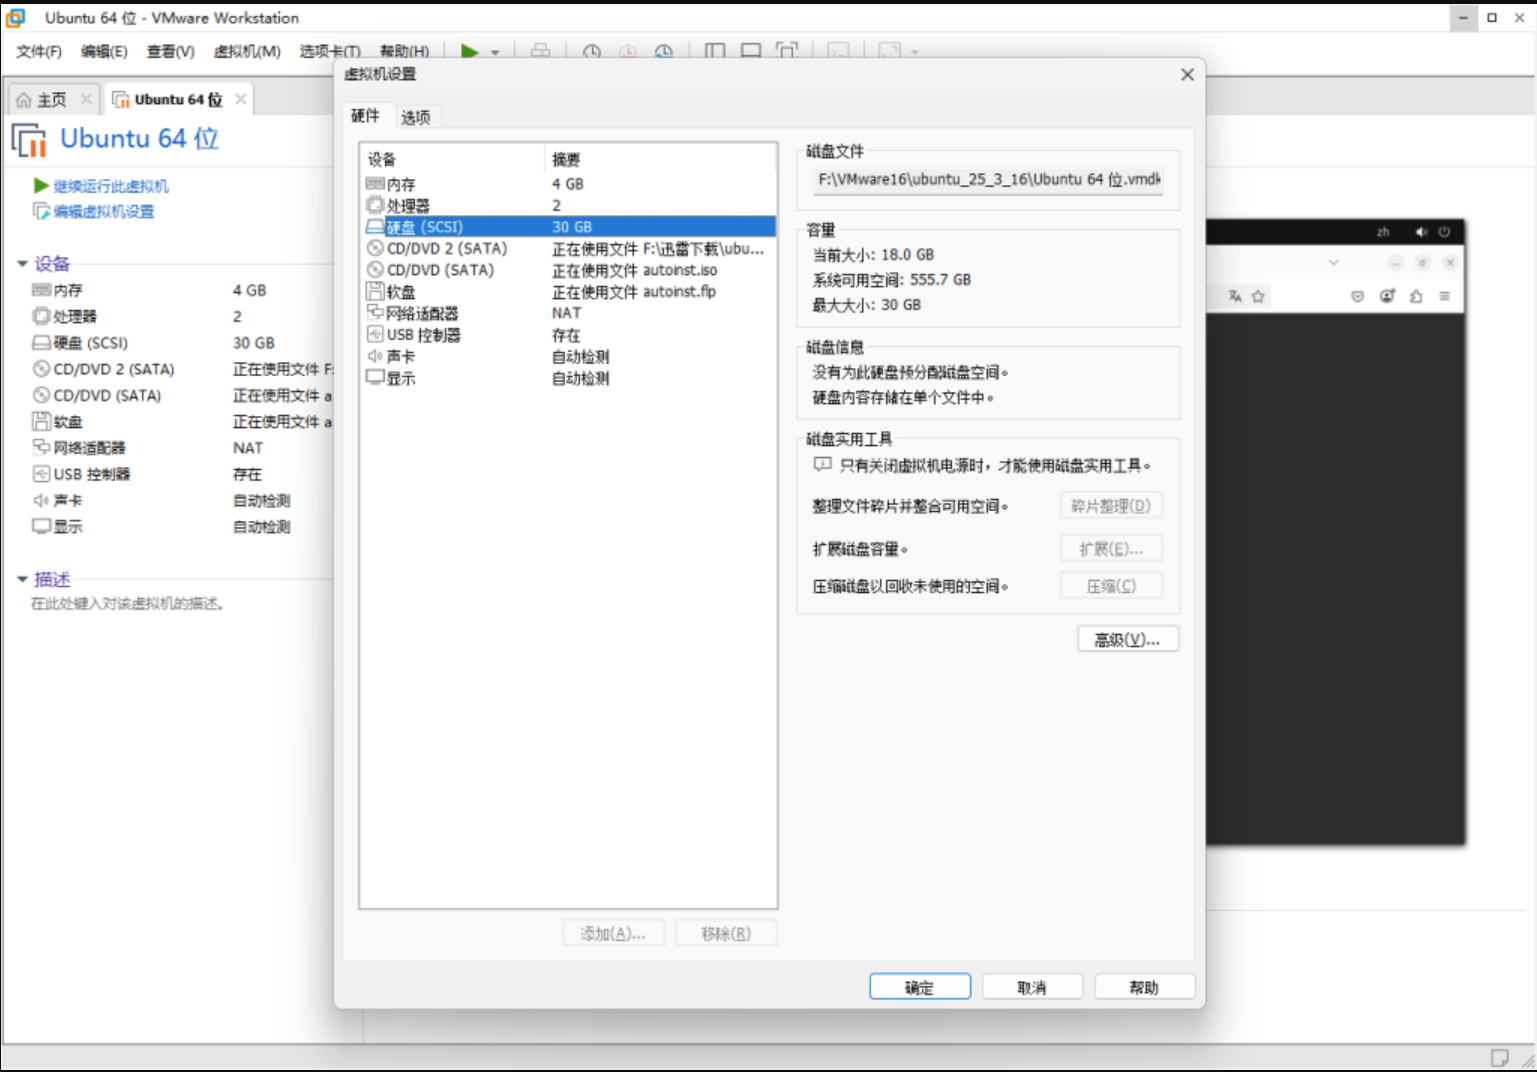 Ubuntu 64 位 - VMware Workstation
文件(F) 编辑(E) 查看(V) 虚拟机(M) 选项卡(T) 帮助(H)
主页 Ubuntu 64 位
Ubuntu 64 位
继续运行此虚拟机
编辑虚拟机设置
设备
内存 4 GB
处理器 2
硬盘 (SCSI) 30 GB
CD/DVD 2 (SATA) 正在使用文件 F:
CD/DVD (SATA) 正在使用文件 a
软盘 正在使用文件 a
网络适配器 NAT
USB 控制器 存在
声卡 自动检测
显示 自动检测
描述
在此处键入对该虚拟机的描述。
虚拟机设置
硬件 选项
设备 摘要
内存 4 GB
处理器 2
硬盘 (SCSI) 30 GB
CD/DVD 2 (SATA) 正在使用文件 F:\迅雷下载\ubu...
CD/DVD (SATA) 正在使用文件 autoinst.iso
软盘 正在使用文件 autoinst.flp
网络适配器 NAT
USB 控制器 存在
声卡 自动检测
显示 自动检测
添加(A)... 移除(R)
磁盘文件
F:\VMware16\ubuntu_25_3_16\Ubuntu 64 位.vmdk
容量
当前大小: 18.0 GB
系统可用空间: 555.7 GB
最大大小: 30 GB
磁盘信息
没有为此硬盘预分配磁盘空间。
硬盘内容存储在单个文件中。
磁盘实用工具
只有关闭虚拟机电源时，才能使用磁盘实用工具。
整理文件碎片并整合可用空间。 碎片整理(D)
扩展磁盘容量。 扩展(E)...
压缩磁盘以回收未使用的空间。 压缩(C)
高级(V)...
确定 取消 帮助
zh